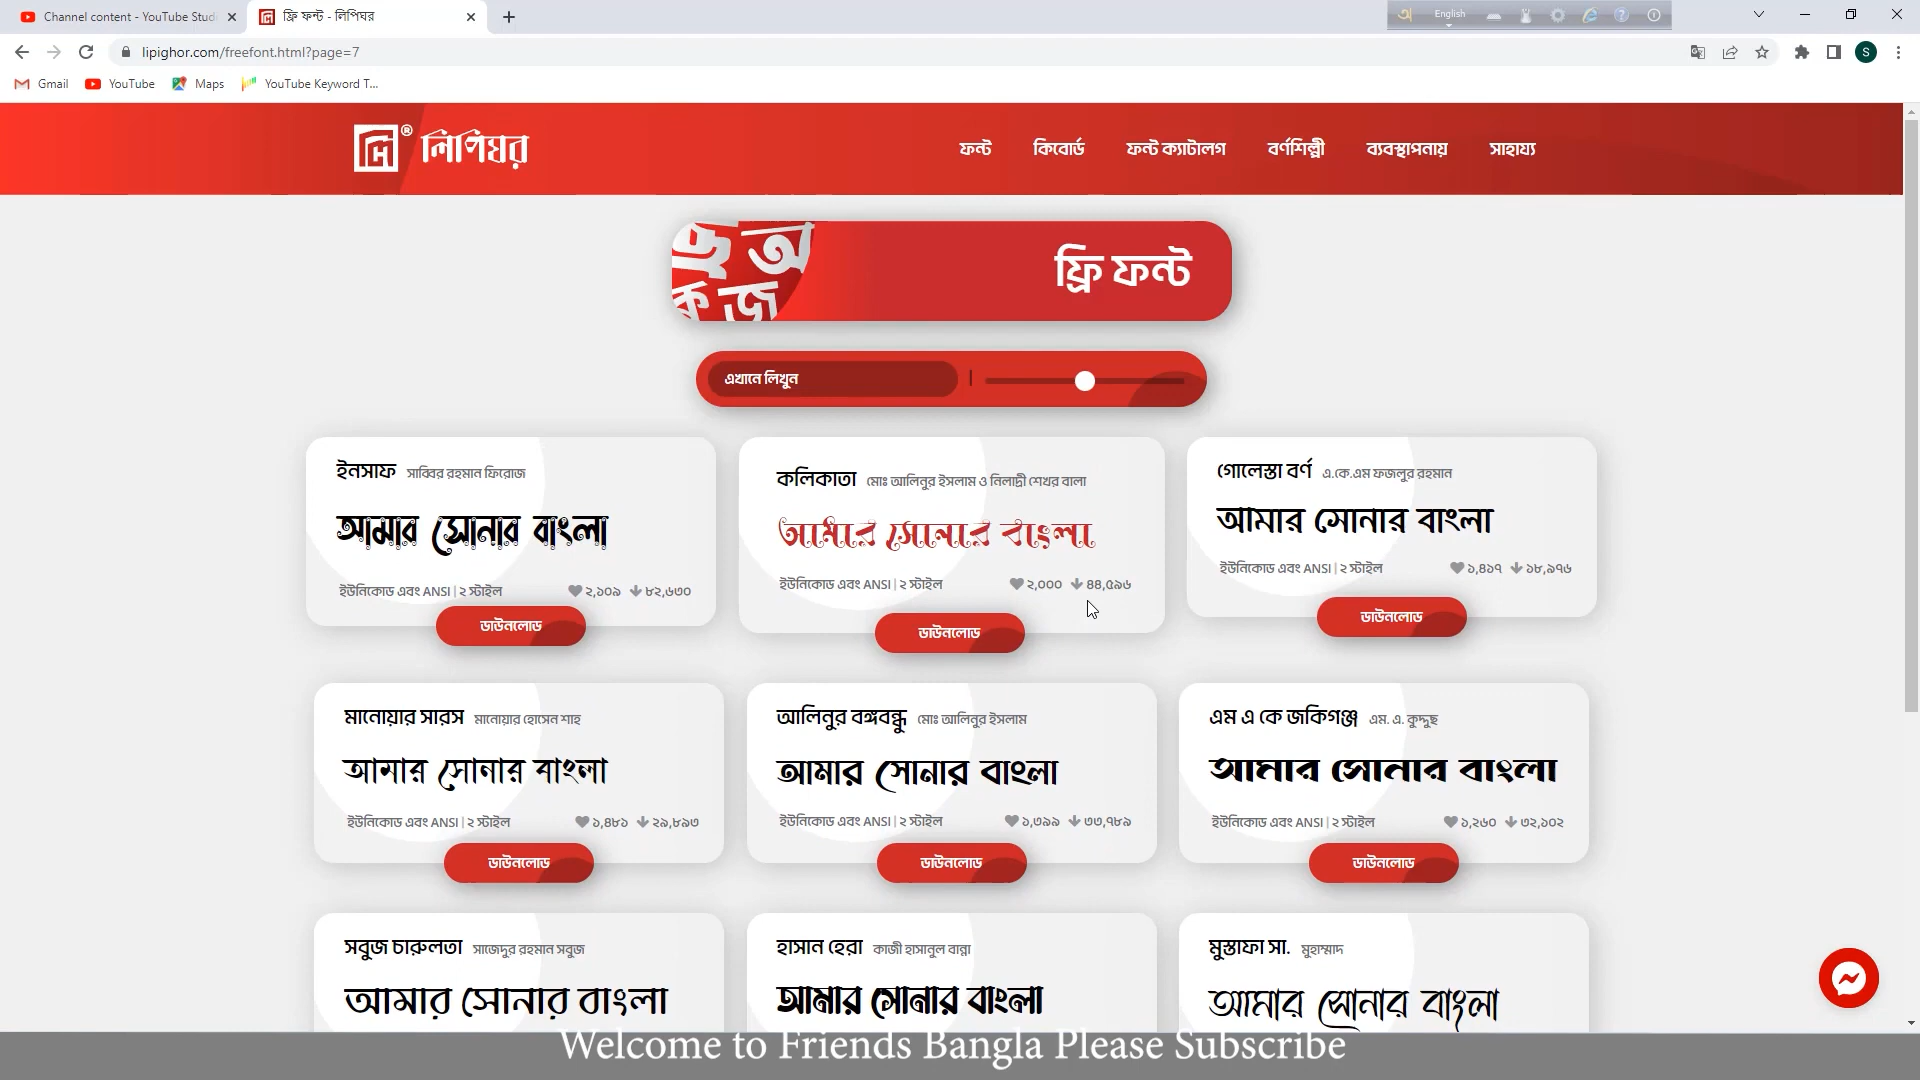 Channel content - YouTube Stud
ফ্রি ফন্ট - লিপিঘর
English
lipighor.com/freefont.html?page=7
S
Gmail
YouTube
Maps
YouTube Keyword T...
লিপিঘর
ফন্ট
কিবোর্ড
ফন্ট ক্যাটালগ
বর্ণশিল্পী
ব্যবস্থাপনায়
সাহায্য
ফ্রি ফন্ট
এখানে লিখুন
ইনসাফ সাব্বির রহমান ফিরোজ
আমার সোনার বাংলা
ইউনিকোড এবং ANSI | ২ স্টাইল ২,১০৯ ৮২,৬৩০
ডাউনলোড
কলিকাতা মোঃ আলিনুর ইসলাম ও নিলাদ্রী শেখর বালা
আমার সোনার বাংলা
ইউনিকোড এবং ANSI | ২ স্টাইল ২,০০০ ৪৪,৫৯৬
ডাউনলোড
গোলেস্তা বর্ণ এ.কে.এম ফজলুর রহমান
আমার সোনার বাংলা
ইউনিকোড এবং ANSI | ২ স্টাইল ১,৪১৭ ১৮,৯৭৬
ডাউনলোড
মানোয়ার সারস মানোয়ার হোসেন শাহ
আমার সোনার বাংলা
ইউনিকোড এবং ANSI | ২ স্টাইল ১,৪৮১ ২৯,৮৯৩
ডাউনলোড
আলিনুর বঙ্গবন্ধু মোঃ আলিনুর ইসলাম
আমার সোনার বাংলা
ইউনিকোড এবং ANSI | ২ স্টাইল ১,৩৯৯ ৩৩,৭৮৯
ডাউনলোড
এম এ কে জকিগঞ্জ এম. এ. কুদ্দুছ
আমার সোনার বাংলা
ইউনিকোড এবং ANSI | ২ স্টাইল ১,২৬০ ৩২,১০২
ডাউনলোড
সবুজ চারুলতা সাজেদুর রহমান সবুজ
আমার সোনার বাংলা
হাসান হেরা কাজী হাসানুল বান্না
আমার সোনার বাংলা
মুস্তাফা সা. মুহাম্মাদ
আমার সোনার বাংলা
Welcome to Friends Bangla Please Subscribe